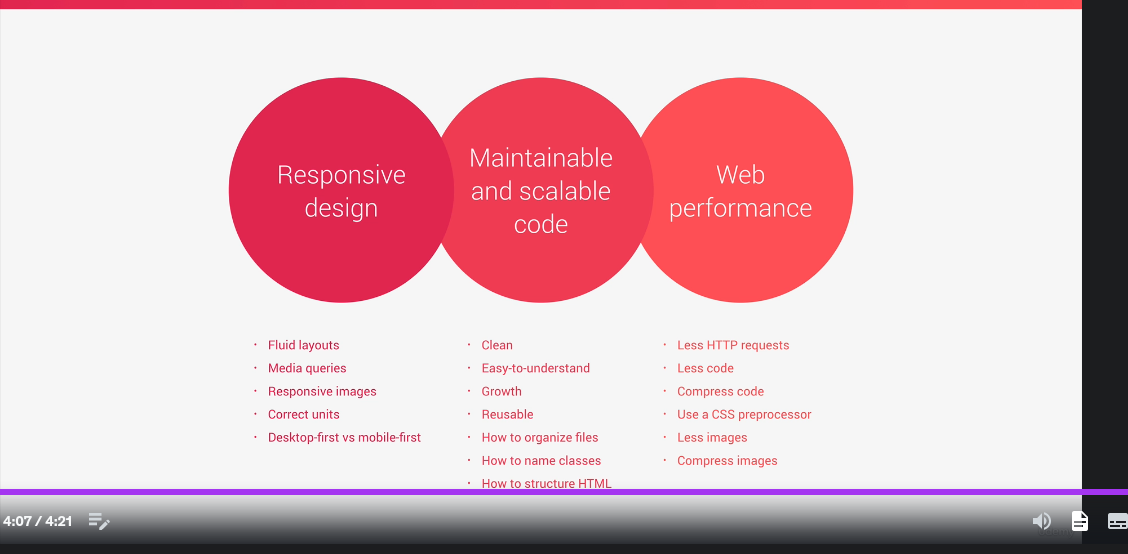 Responsive
design
Maintainable
and scalable
code
Web
performance
· Fluid layouts
· Media queries
· Responsive images
· Correct units
· Desktop-first vs mobile-first
· Clean
· Easy-to-understand
· Growth
· Reusable
· How to organize files
· How to name classes
· How to structure HTML
· Less HTTP requests
· Less code
· Compress code
· Use a CSS preprocessor
· Less images
· Compress images
4:07 / 4:21